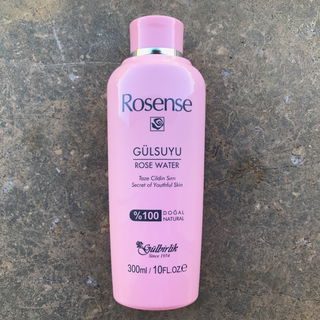 Rosense
GÜLSUYU
ROSE WATER
Taze Cildin Sırrı
Secret of Youthful Skin
%100 DOĞAL
NATURAL
Gülbirlik
Since 1954
300ml / 10FL.OZ e